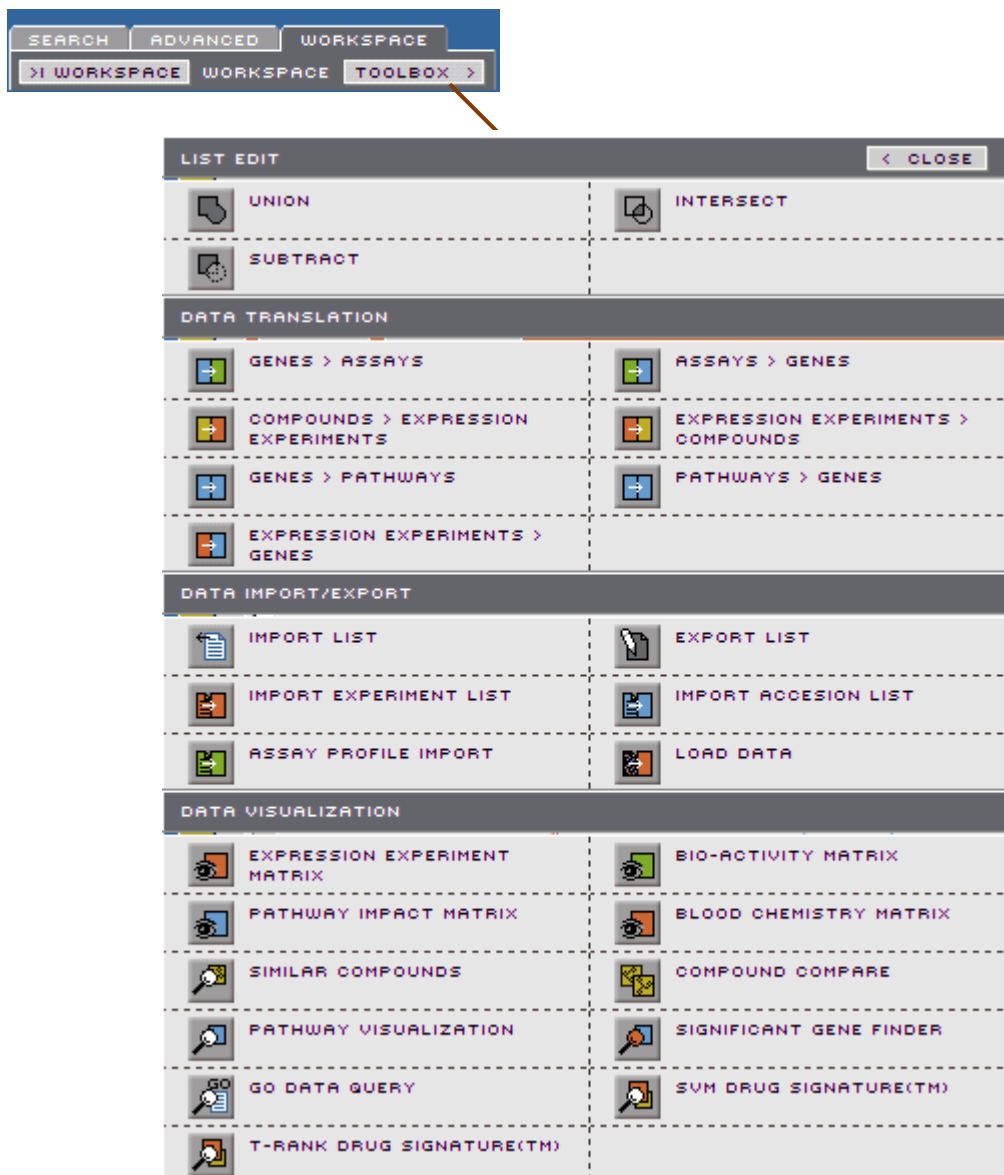 SEARCH ADVANCED WORKSPACE
>I WORKSPACE WORKSPACE TOOLBOX >
LIST EDIT < CLOSE
UNION INTERSECT
SUBTRACT
DATA TRANSLATION
GENES > ASSAYS ASSAYS > GENES
COMPOUNDS > EXPRESSION EXPERIMENTS > 
EXPERIMENTS COMPOUNDS
GENES > PATHWAYS PATHWAYS > GENES
EXPRESSION EXPERIMENTS >
GENES
DATA IMPORT/EXPORT
IMPORT LIST EXPORT LIST
IMPORT EXPERIMENT LIST IMPORT ACCESION LIST
ASSAY PROFILE IMPORT LOAD DATA
DATA VISUALIZATION
EXPRESSION EXPERIMENT BIO-ACTIVITY MATRIX
MATRIX
PATHWAY IMPACT MATRIX BLOOD CHEMISTRY MATRIX
SIMILAR COMPOUNDS COMPOUND COMPARE
PATHWAY VISUALIZATION SIGNIFICANT GENE FINDER
GO
GO DATA QUERY SVM DRUG SIGNATURE(TM)
T-RANK DRUG SIGNATURE(TM)